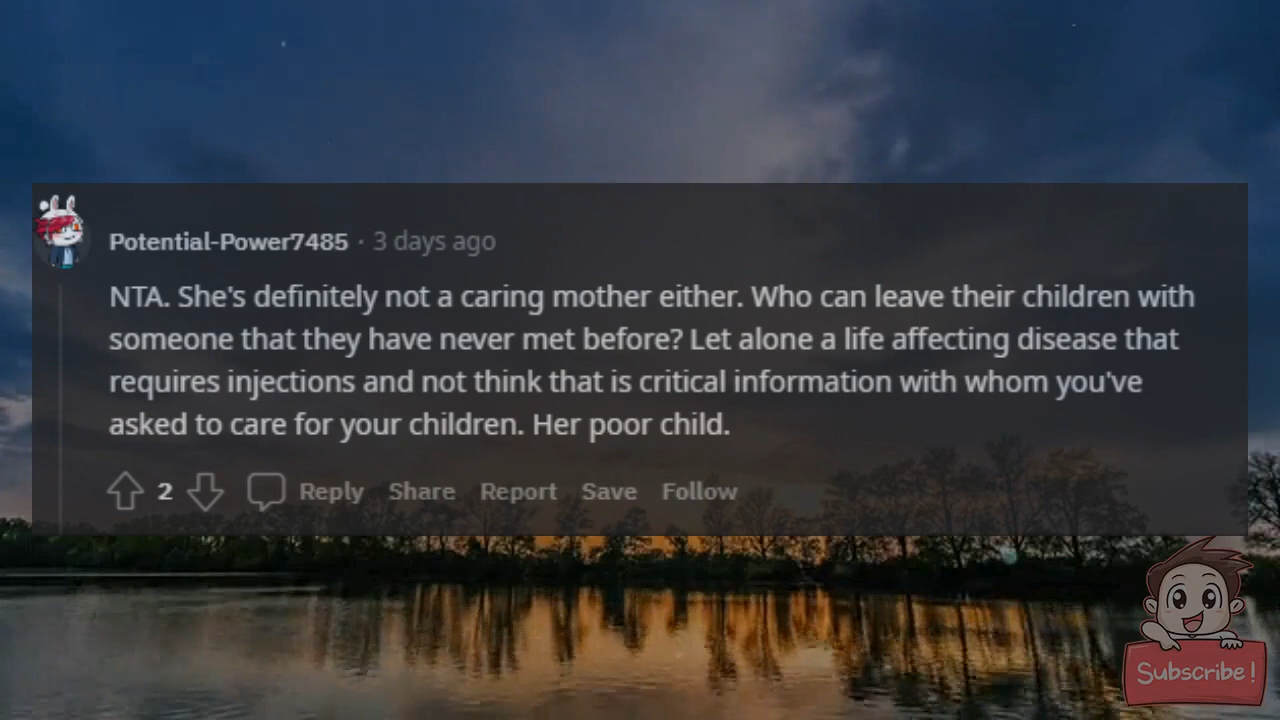 Potential-Power7485 · 3 days ago
NTA. She's definitely not a caring mother either. Who can leave their children with
someone that they have never met before? Let alone a life affecting disease that
requires injections and not think that is critical information with whom you've
asked to care for your children. Her poor child.
2 Reply Share Report Save Follow
Subscribe!